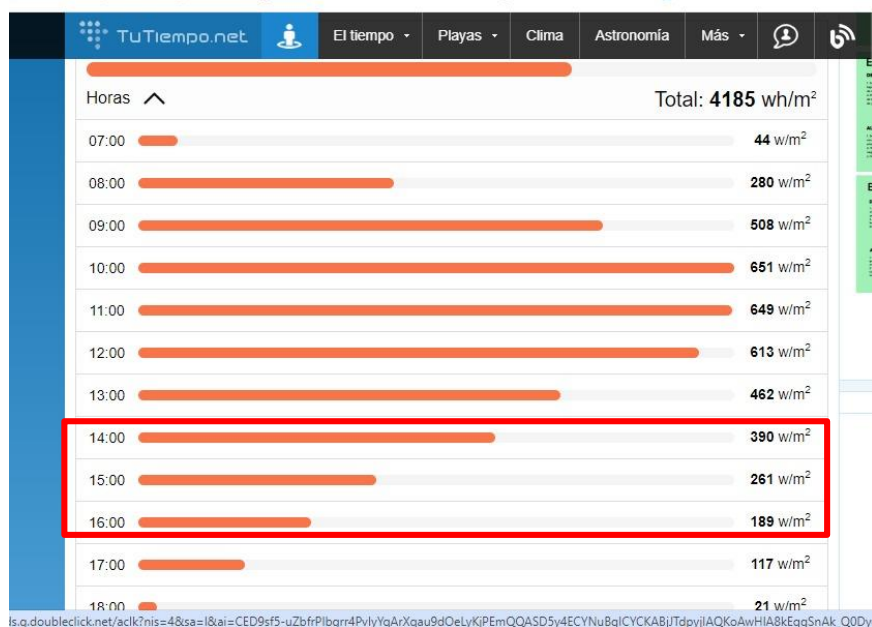 TuTiempo.net El tiempo Playas Clima Astronomía Más
Horas Total: 4185 wh/m²
07:00 44 w/m²
08:00 280 w/m²
09:00 508 w/m²
10:00 651 w/m²
11:00 649 w/m²
12:00 613 w/m²
13:00 462 w/m²
14:00 390 w/m²
15:00 261 w/m²
16:00 189 w/m²
17:00 117 w/m²
18:00 21 w/m²